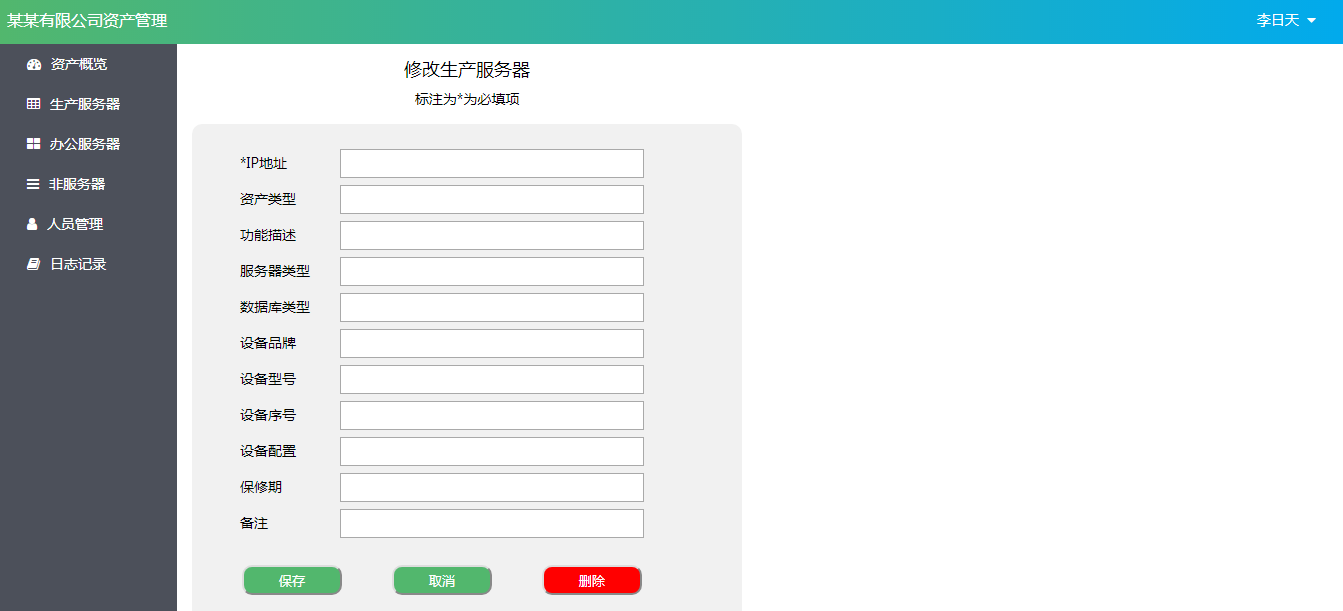 某某有限公司资产管理
李日天
资产概览
生产服务器
办公服务器
非服务器
人员管理
日志记录
修改生产服务器
标注为*为必填项
*IP地址
资产类型
功能描述
服务器类型
数据库类型
设备品牌
设备型号
设备序号
设备配置
保修期
备注
保存
取消
删除